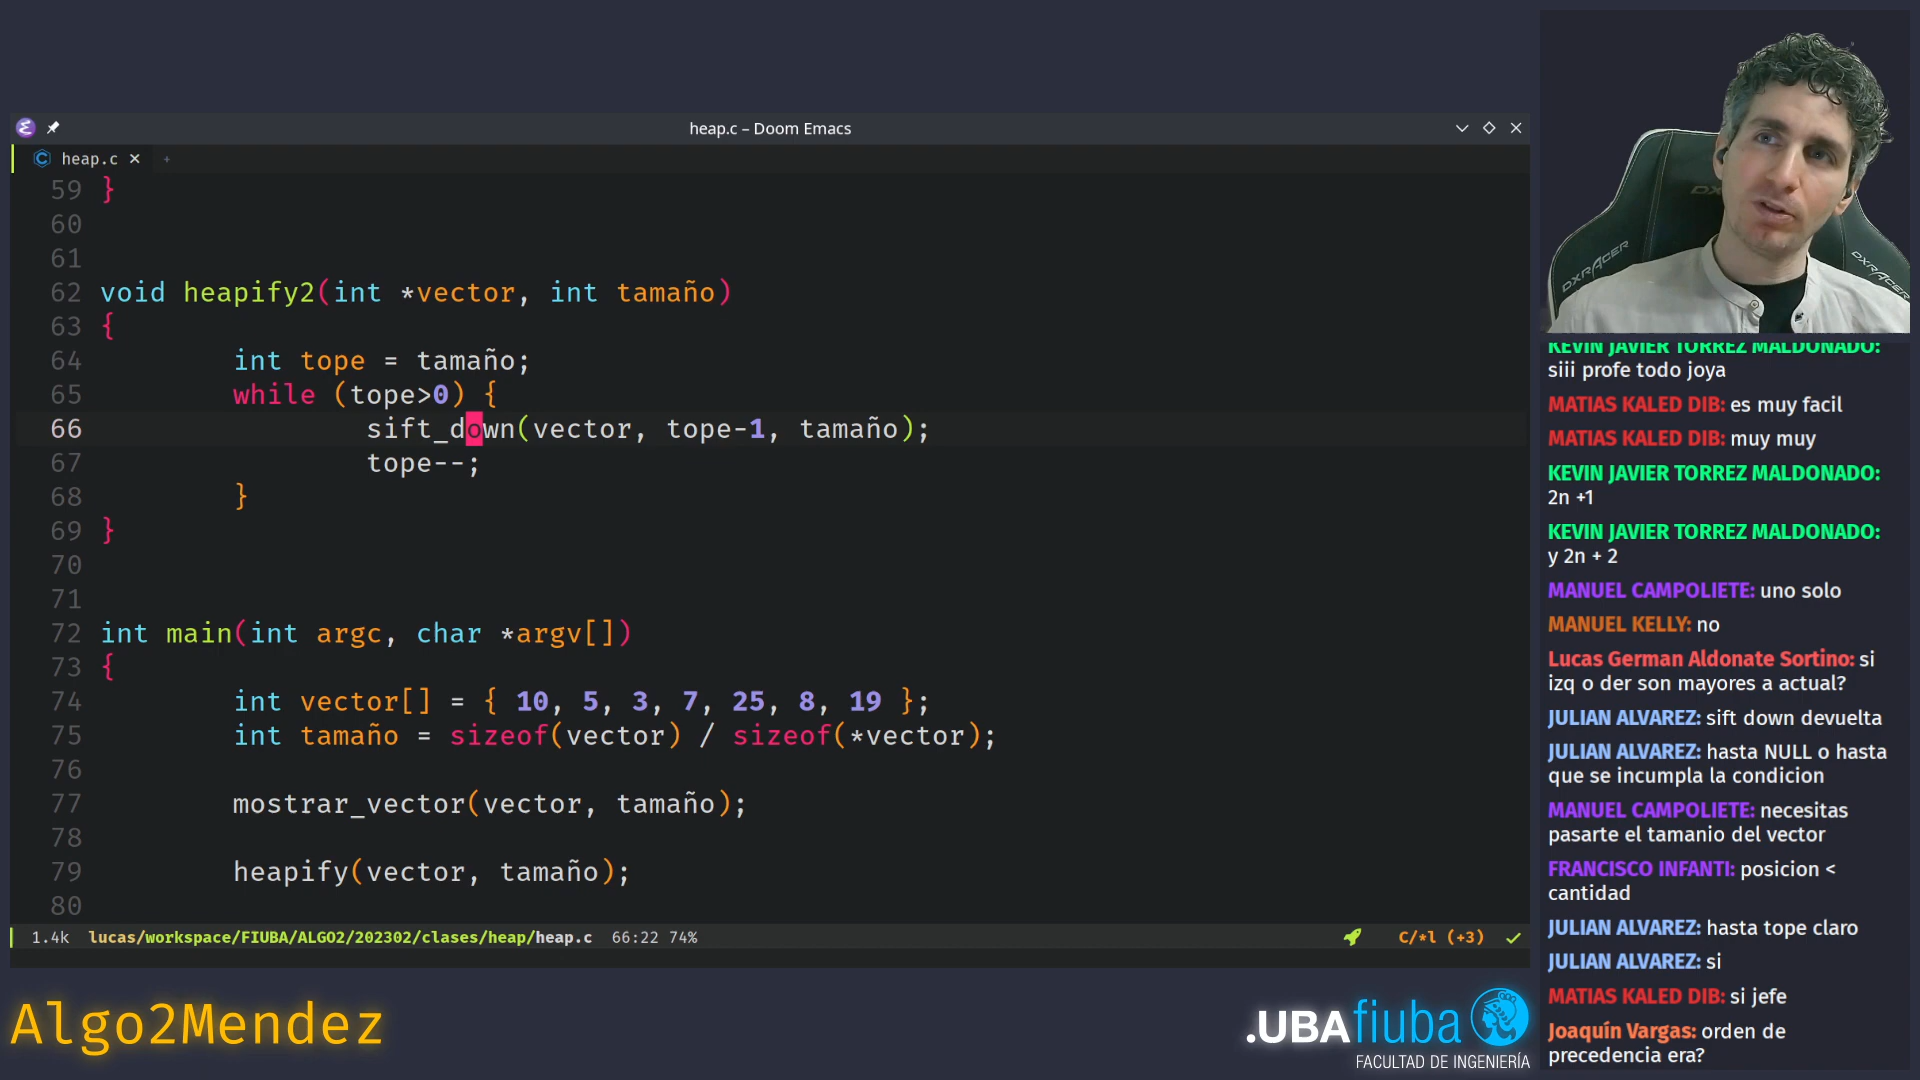 heap.c – Doom Emacs
heap.c
59 }
60
61
62 void heapify2(int *vector, int tamaño)
63 {
64 int tope = tamaño;
65 while (tope>0) {
66 sift_down(vector, tope-1, tamaño);
67 tope--;
68 }
69 }
70
71
72 int main(int argc, char *argv[])
73 {
74 int vector[] = { 10, 5, 3, 7, 25, 8, 19 };
75 int tamaño = sizeof(vector) / sizeof(*vector);
76
77 mostrar_vector(vector, tamaño);
78
79 heapify(vector, tamaño);
80
1.4k lucas/workspace/FIUBA/ALGO2/202302/clases/heap/heap.c 66:22 74% C/*l (+3)
Algo2Mendez
.UBAfiuba
FACULTAD DE INGENIERÍA
DXRACER
DXRACER
KEVIN JAVIER TORREZ MALDONADO:
siii profe todo joya
MATIAS KALED DIB: es muy facil
MATIAS KALED DIB: muy muy
KEVIN JAVIER TORREZ MALDONADO:
2n +1
KEVIN JAVIER TORREZ MALDONADO:
y 2n + 2
MANUEL CAMPOLIETE: uno solo
MANUEL KELLY: no
Lucas German Aldonate Sortino: si
izq o der son mayores a actual?
JULIAN ALVAREZ: sift down devuelta
JULIAN ALVAREZ: hasta NULL o hasta
que se incumpla la condicion
MANUEL CAMPOLIETE: necesitas
pasarte el tamanio del vector
FRANCISCO INFANTI: posicion <
cantidad
JULIAN ALVAREZ: hasta tope claro
JULIAN ALVAREZ: si
MATIAS KALED DIB: si jefe
Joaquín Vargas: orden de
precedencia era?